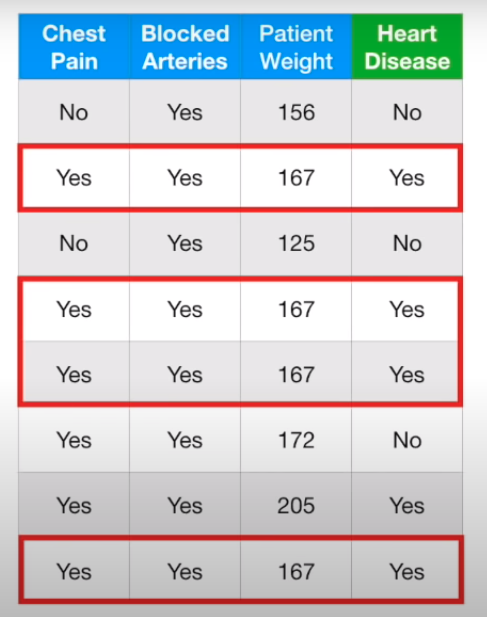 Chest Pain Blocked Arteries Patient Weight Heart Disease
No Yes 156 No
Yes Yes 167 Yes
No Yes 125 No
Yes Yes 167 Yes
Yes Yes 167 Yes
Yes Yes 172 No
Yes Yes 205 Yes
Yes Yes 167 Yes